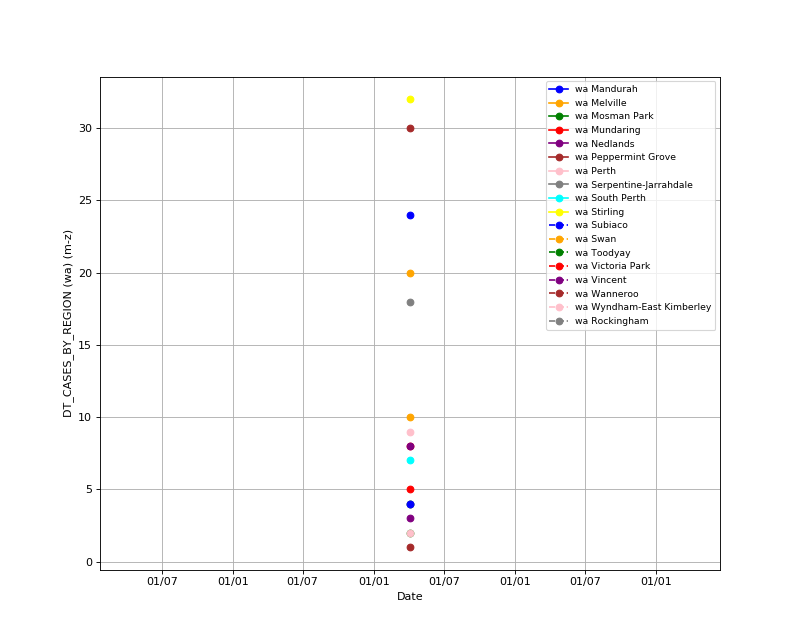 wa Mandurah
wa Melville
wa Mosman Park
wa Mundaring
wa Nedlands
wa Peppermint Grove
wa Perth
wa Serpentine-Jarrahdale
wa South Perth
wa Stirling
wa Subiaco
wa Swan
wa Toodyay
wa Victoria Park
wa Vincent
wa Wanneroo
wa Wyndham-East Kimberley
wa Rockingham
DT_CASES_BY_REGION (wa) (m-z)
30
25
20
15
10
5
0
01/07 01/01 01/07 01/01 01/07 01/01 01/07 01/01
Date